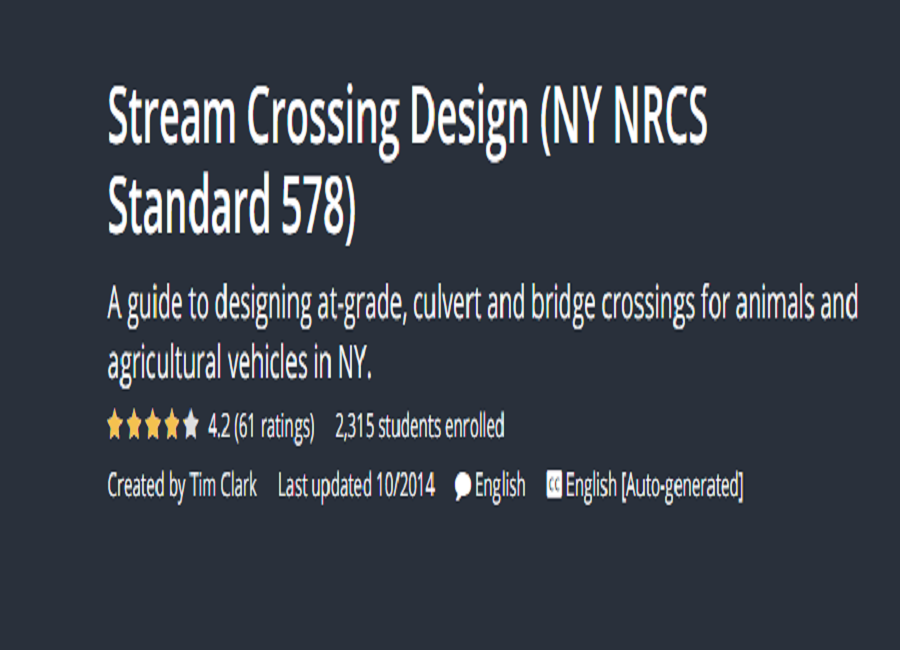 Stream Crossing Design (NY NRCS
Standard 578)
A guide to designing at-grade, culvert and bridge crossings for animals and
agricultural vehicles in NY.
4.2 (61 ratings) 2,315 students enrolled
Created by Tim Clark Last updated 10/2014 English CC English [Auto-generated]